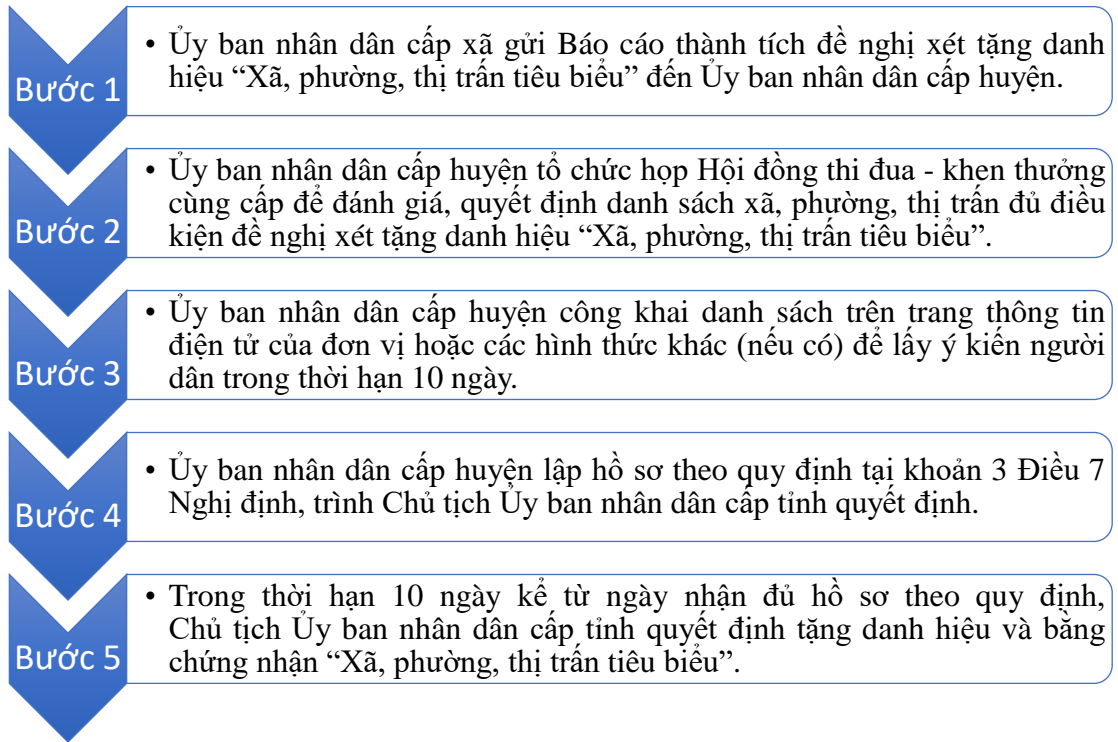 Bước 1
• Ủy ban nhân dân cấp xã gửi Báo cáo thành tích đề nghị xét tặng danh
hiệu “Xã, phường, thị trấn tiêu biểu” đến Ủy ban nhân dân cấp huyện.
Bước 2
• Ủy ban nhân dân cấp huyện tổ chức họp Hội đồng thi đua - khen thưởng
cùng cấp để đánh giá, quyết định danh sách xã, phường, thị trấn đủ điều
kiện đề nghị xét tặng danh hiệu “Xã, phường, thị trấn tiêu biểu”.
Bước 3
• Ủy ban nhân dân cấp huyện công khai danh sách trên trang thông tin
điện tử của đơn vị hoặc các hình thức khác (nếu có) để lấy ý kiến người
dân trong thời hạn 10 ngày.
Bước 4
• Ủy ban nhân dân cấp huyện lập hồ sơ theo quy định tại khoản 3 Điều 7
Nghị định, trình Chủ tịch Ủy ban nhân dân cấp tỉnh quyết định.
Bước 5
• Trong thời hạn 10 ngày kể từ ngày nhận đủ hồ sơ theo quy định,
Chủ tịch Ủy ban nhân dân cấp tỉnh quyết định tặng danh hiệu và bằng
chứng nhận “Xã, phường, thị trấn tiêu biểu”.